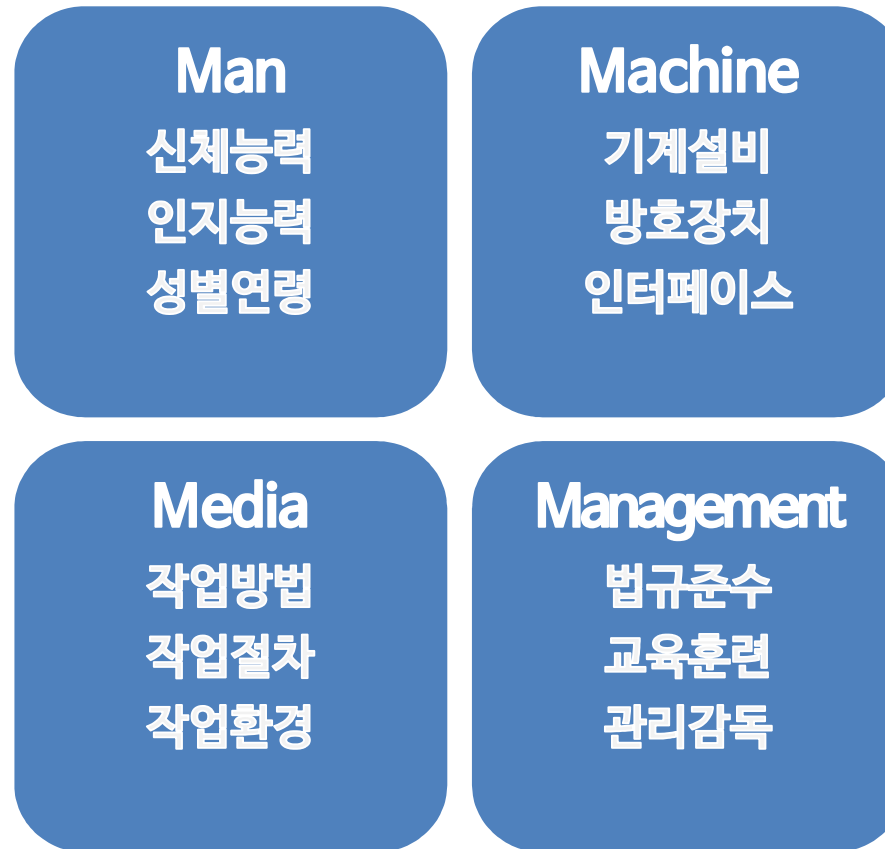 Man
신체능력
인지능력
성별연령
Machine
기계설비
방호장치
인터페이스
Media
작업방법
작업절차
작업환경
Management
법규준수
교육훈련
관리감독